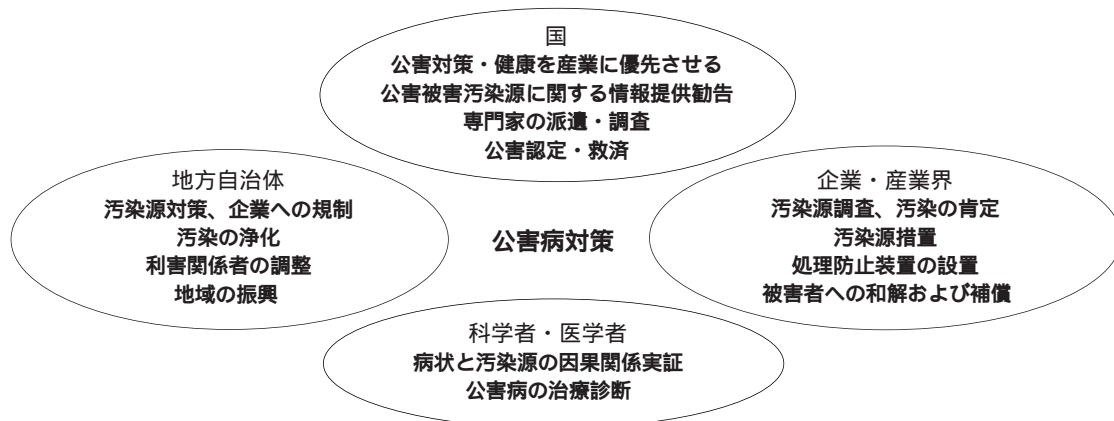 国
公害対策・健康を産業に優先させる
公害被害汚染源に関する情報提供勧告
専門家の派遣・調査
公害認定・救済
地方自治体
汚染源対策、企業への規制
汚染の浄化
利害関係者の調整
地域の振興
公害病対策
企業・産業界
汚染源調査、汚染の肯定
汚染源措置
処理防止装置の設置
被害者への和解および補償
科学者・医学者
病状と汚染源の因果関係実証
公害病の治療診断